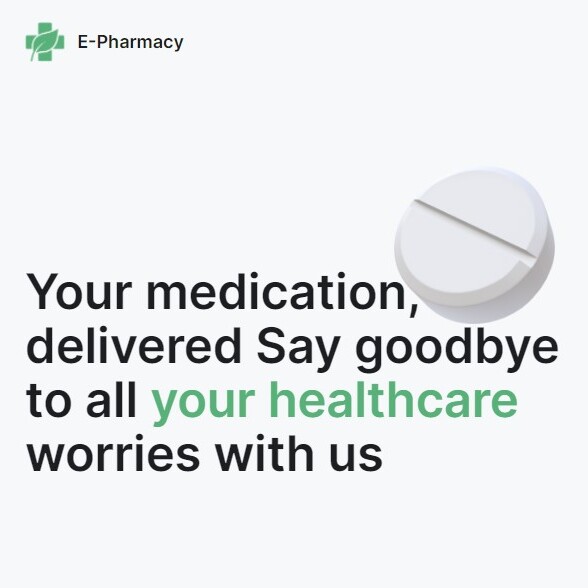 E-Pharmacy
Your medication,
delivered Say goodbye
to all your healthcare
worries with us